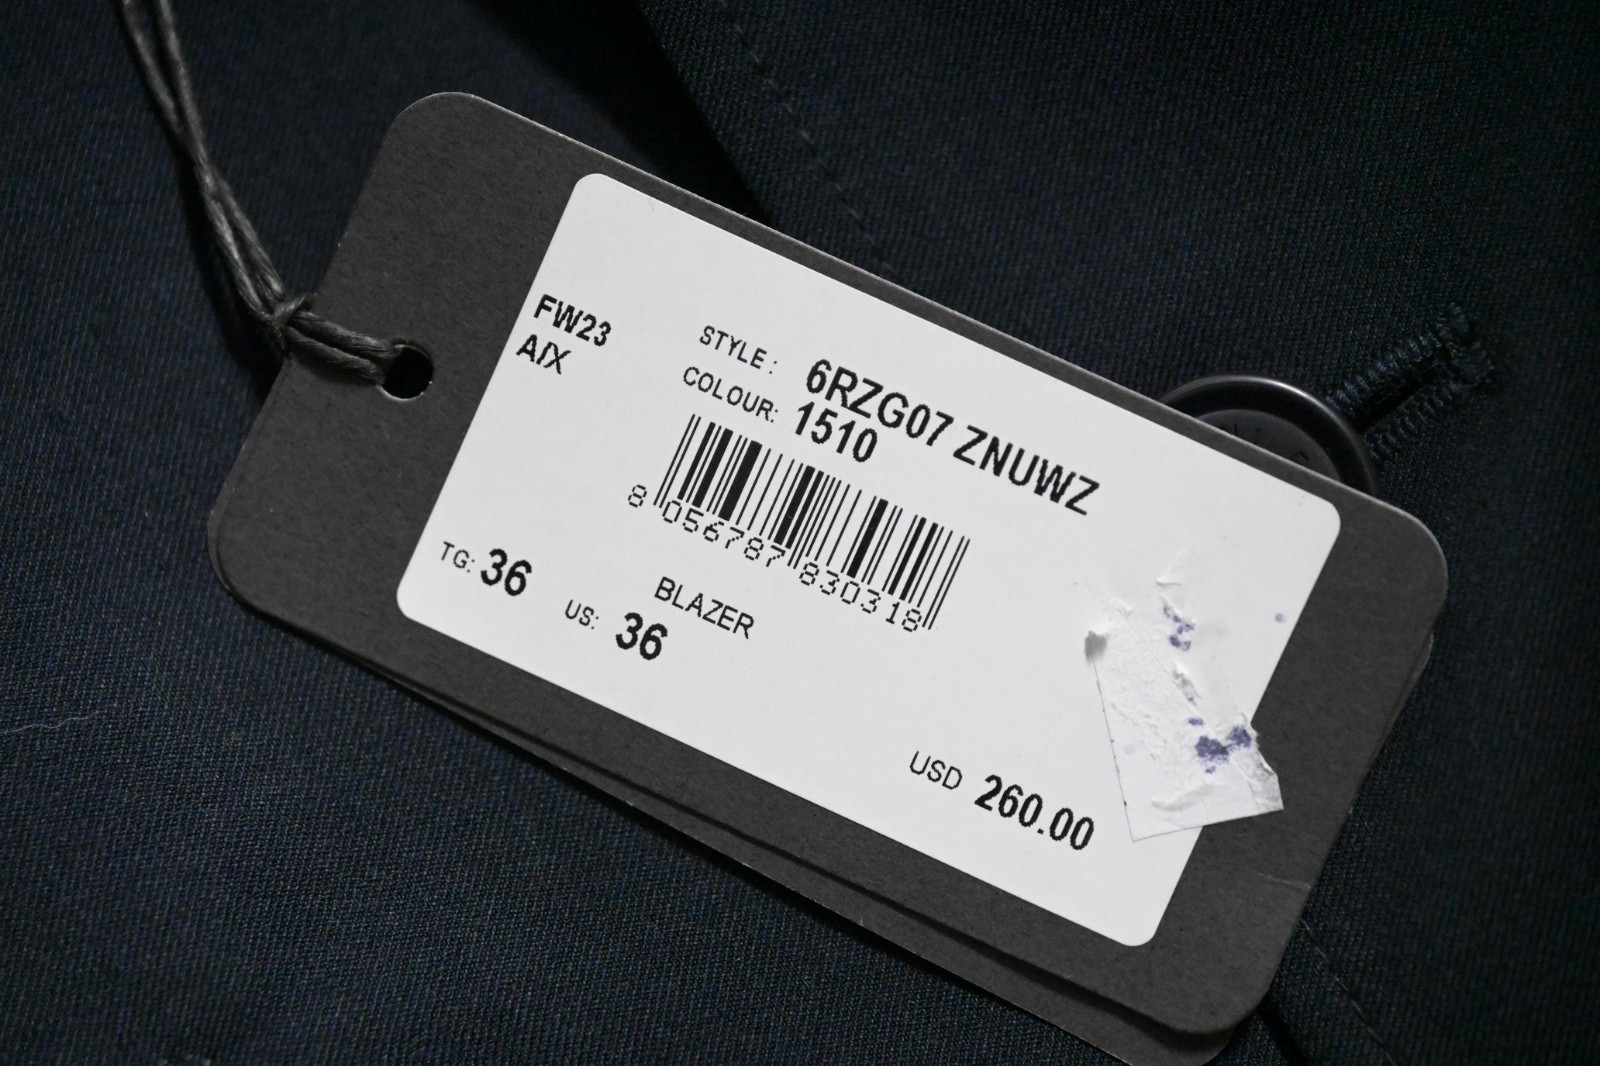 FW23
A/X
STYLE: 6RZG07 ZNUWZ
COLOUR: 1510
8 056787 830318
TG: 36
US: 36
BLAZER
USD 260.00